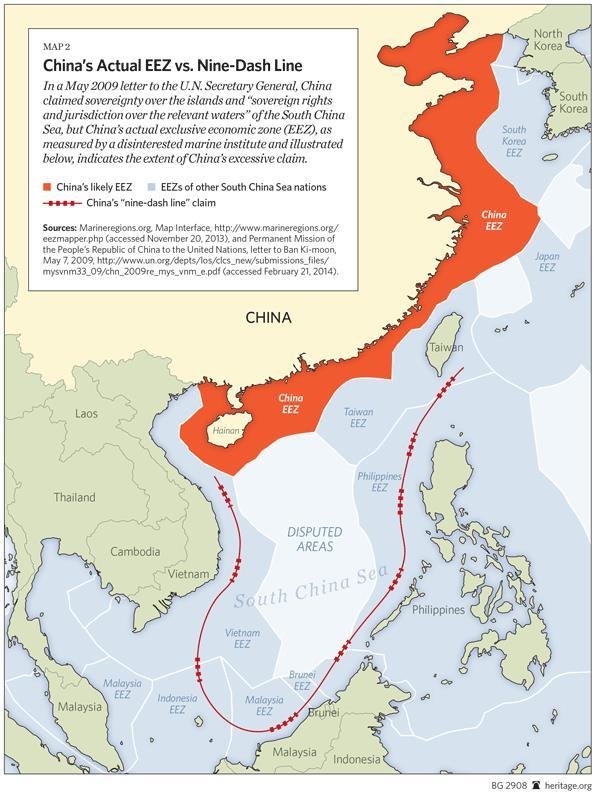 MAP 2
China's Actual EEZ vs. Nine-Dash Line
In a May 2009 letter to the U.N. Secretary General, China
claimed sovereignty over the islands and “sovereign rights
and jurisdiction over the relevant waters” of the South China
Sea, but China's actual exclusive economic zone (EEZ), as
measured by a disinterested marine institute and illustrated
below, indicates the extent of China's excessive claim.
China's likely EEZ
EEZs of other South China Sea nations
China's “nine-dash line” claim
Sources: Marineregions.org, Map Interface, http://www.marineregions.org/
eezmapper.php (accessed November 20, 2013), and Permanent Mission of
the People's Republic of China to the United Nations, letter to Ban Ki-moon,
May 7, 2009, http://www.un.org/depts/los/clcs_new/submissions_files/
mysvnm33_09/chn_2009re_mys_vnm_e.pdf (accessed February 21, 2014).
North
Korea
South
Korea
South
Korea
EEZ
China
EEZ
Japan
EEZ
CHINA
Taiwan
Laos
China
EEZ
Hainan
Taiwan
EEZ
Philippines
EEZ
Thailand
DISPUTED
AREAS
Cambodia
Vietnam
South China Sea
Philippines
Vietnam
EEZ
Malaysia
EEZ
Indonesia
EEZ
Malaysia
EEZ
Brunei
EEZ
Malaysia
Brunei
Malaysia
Indonesia
BG 2908
heritage.org